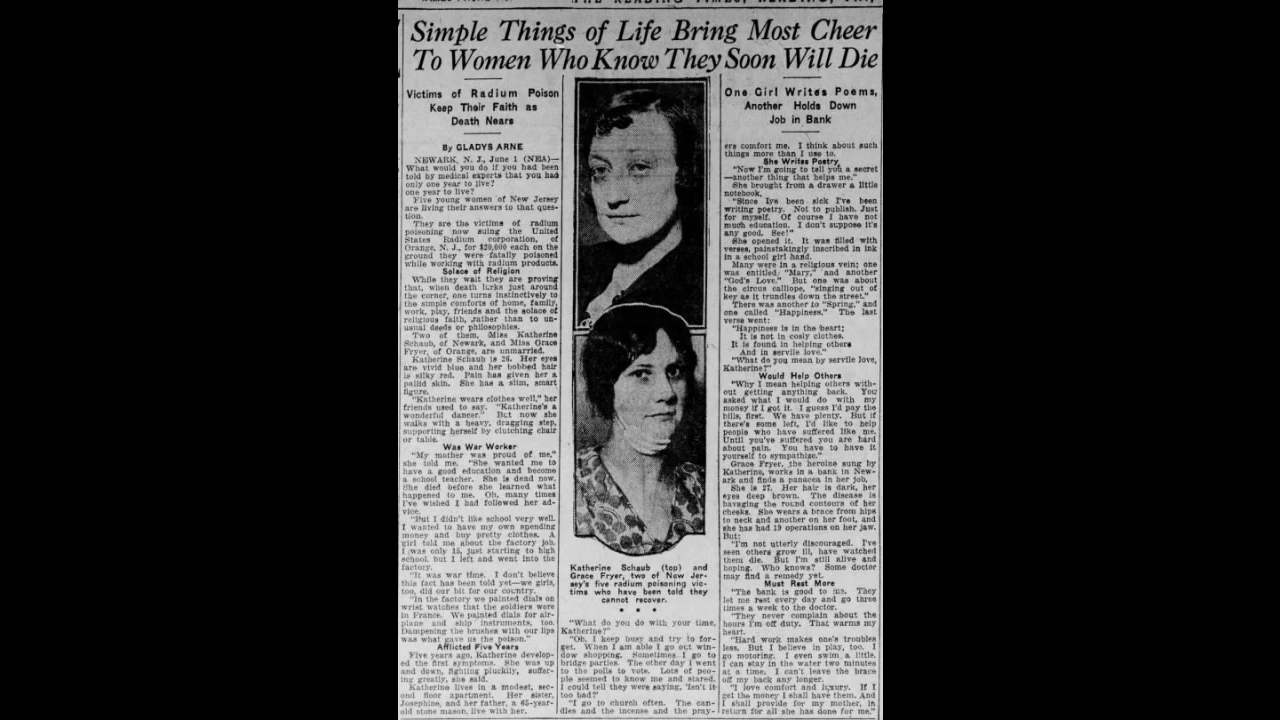 THE READING TIMES, READING, PA.,
Simple Things of Life Bring Most Cheer
To Women Who Know They Soon Will Die
Victims of Radium Poison
Keep Their Faith as
Death Nears
By GLADYS ARNE
NEWARK, N. J., June 1 (NEA)—
What would you do if you had been
told by medical experts that you had
only one year to live?
one year to live?
Five young women of New Jersey
are living their answers to that ques-
tion.
They are the victims of radium
poisoning now suing the United
States Radium corporation, of
Orange, N. J., for $250,000 each on the
ground they were fatally poisoned
while working with radium products.
Solace of Religion
While they wait they are proving
that, when death lurks just around
the corner, one turns instinctively to
the simple comforts of home, family,
work, play, friends and the solace of
religious faith, rather than to un-
usual deeds or philosophies.
Two of them, Miss Katherine
Schaub, of Newark, and Miss Grace
Fryer, of Orange, are unmarried.
Katherine Schaub is 26. Her eyes
are vivid blue and her bobbed hair
is silky red. Pain has given her a
pallid skin. She has a slim, smart
figure.
"Katherine wears clothes well," her
friends used to say. "Katherine's a
wonderful dancer." But now she
walks with a heavy, dragging step,
supporting herself by clutching chair
or table.
Was War Worker
"My mother was proud of me,"
she told me. "She wanted me to
have a good education and become
a school teacher. She is dead now.
She died before she learned what
happened to me. Oh, many times
I've wished I had followed her ad-
vice.
"But I didn't like school very well.
I wanted to have my own spending
money and buy pretty clothes. A
girl told me about the factory job.
I was only 15, just starting to high
school, but I left and went into the
factory.
"It was war time. I don't believe
this fact has been told yet—we girls,
too, did our bit for our country.
"In the factory we painted dials on
wrist watches that the soldiers wore
in France. We painted dials for air-
plane and ship instruments, too.
Dampening the brushes with our lips
was what gave us the poison."
Afflicted Five Years
Five years ago, Katherine develop-
ed the first symptoms. She was up
and down, fighting pluckily, suffer-
ing greatly, she said.
Katherine lives in a modest, sec-
ond floor apartment. Her sister,
Josephine, and her father, a 65-year-
old stone mason, live with her.
Katherine Schaub (top) and
Grace Fryer, two of New Jer-
sey's five radium poisoning vic-
tims who have been told they
cannot recover.
* * *
"What do you do with your time,
Katherine?"
"Oh, I keep busy and try to for-
get. When I am able I go out win-
dow shopping. Sometimes I go to
bridge parties. The other day I went
to the polls to vote. Lots of peo-
ple seemed to know me and stared.
I could tell they were saying, 'Isn't it
too bad?'
"I go to church often. The can-
dles and the incense and the pray-
One Girl Writes Poems,
Another Holds Down
Job in Bank
ers comfort me. I think about such
things more than I use to.
She Writes Poetry
"Now I'm going to tell you a secret
—another thing that helps me."
She brought from a drawer a little
notebook.
"Since Ive been sick I've been
writing poetry. Not to publish. Just
for myself. Of course I have not
much education. I don't suppose it's
any good. See!"
She opened it. It was filled with
verses, painstakingly inscribed in ink
in a school girl hand.
Many were in a religious vein; one
was entitled, "Mary," and another
"God's Love." But one was about
the circus calliope, "singing out of
key as it trundles down the street."
There was another to "Spring," and
one called "Happiness." The last
verse went:
"Happiness is in the heart;
It is not in cosly clothes.
It is found in helping others
And in servile love."
"What do you mean by servile love,
Katherine?"
Would Help Others
"Why I mean helping others with-
out getting anything back. You
asked what I would do with my
money if I got it. I guess I'd pay the
bills, first. We have plenty. But if
there's some left, I'd like to help
people who have suffered like me.
Until you've suffered you are hard
about pain. You have to have it
yourself to sympathize."
Grace Fryer, the heroine sung by
Katherine, works in a bank in New-
ark and finds a panacea in her job.
She is 27. Her hair is dark, her
eyes deep brown. The disease is
havaging the round contours of her
cheeks. She wears a brace from hips
to neck and another on her foot, and
she has had 19 operations on her jaw.
But:
"I'm not utterly discouraged. I've
seen others grow ill, have watched
them die. But I'm still alive and
hoping. Who knows? Some doctor
may find a remedy yet.
Must Rest More
"The bank is good to me. They
let me rest every day and go three
times a week to the doctor.
"They never complain about the
hours I'm off duty. That warms my
heart.
"Hard work makes one's troubles
less. But I believe in play, too. I
go motoring. I even swim a little.
I can stay in the water two minutes
at a time. I can't leave the brace
off my back any longer.
"I love comfort and luxury. If I
get the money I shall have them. And
I shall provide for my mother, in
return for all she has done for me."